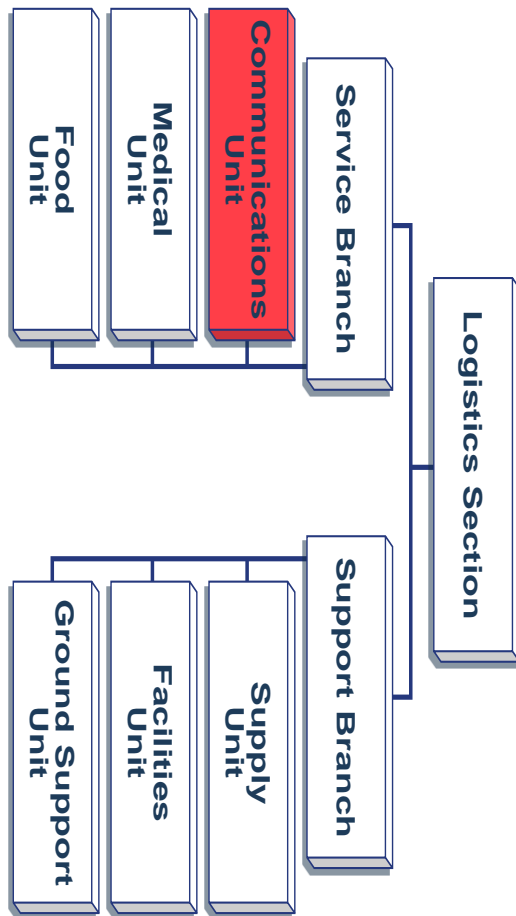 Logistics Section
Service Branch
Communications
Unit
Medical
Unit
Food
Unit
Support Branch
Supply
Unit
Facilities
Unit
Ground Support
Unit